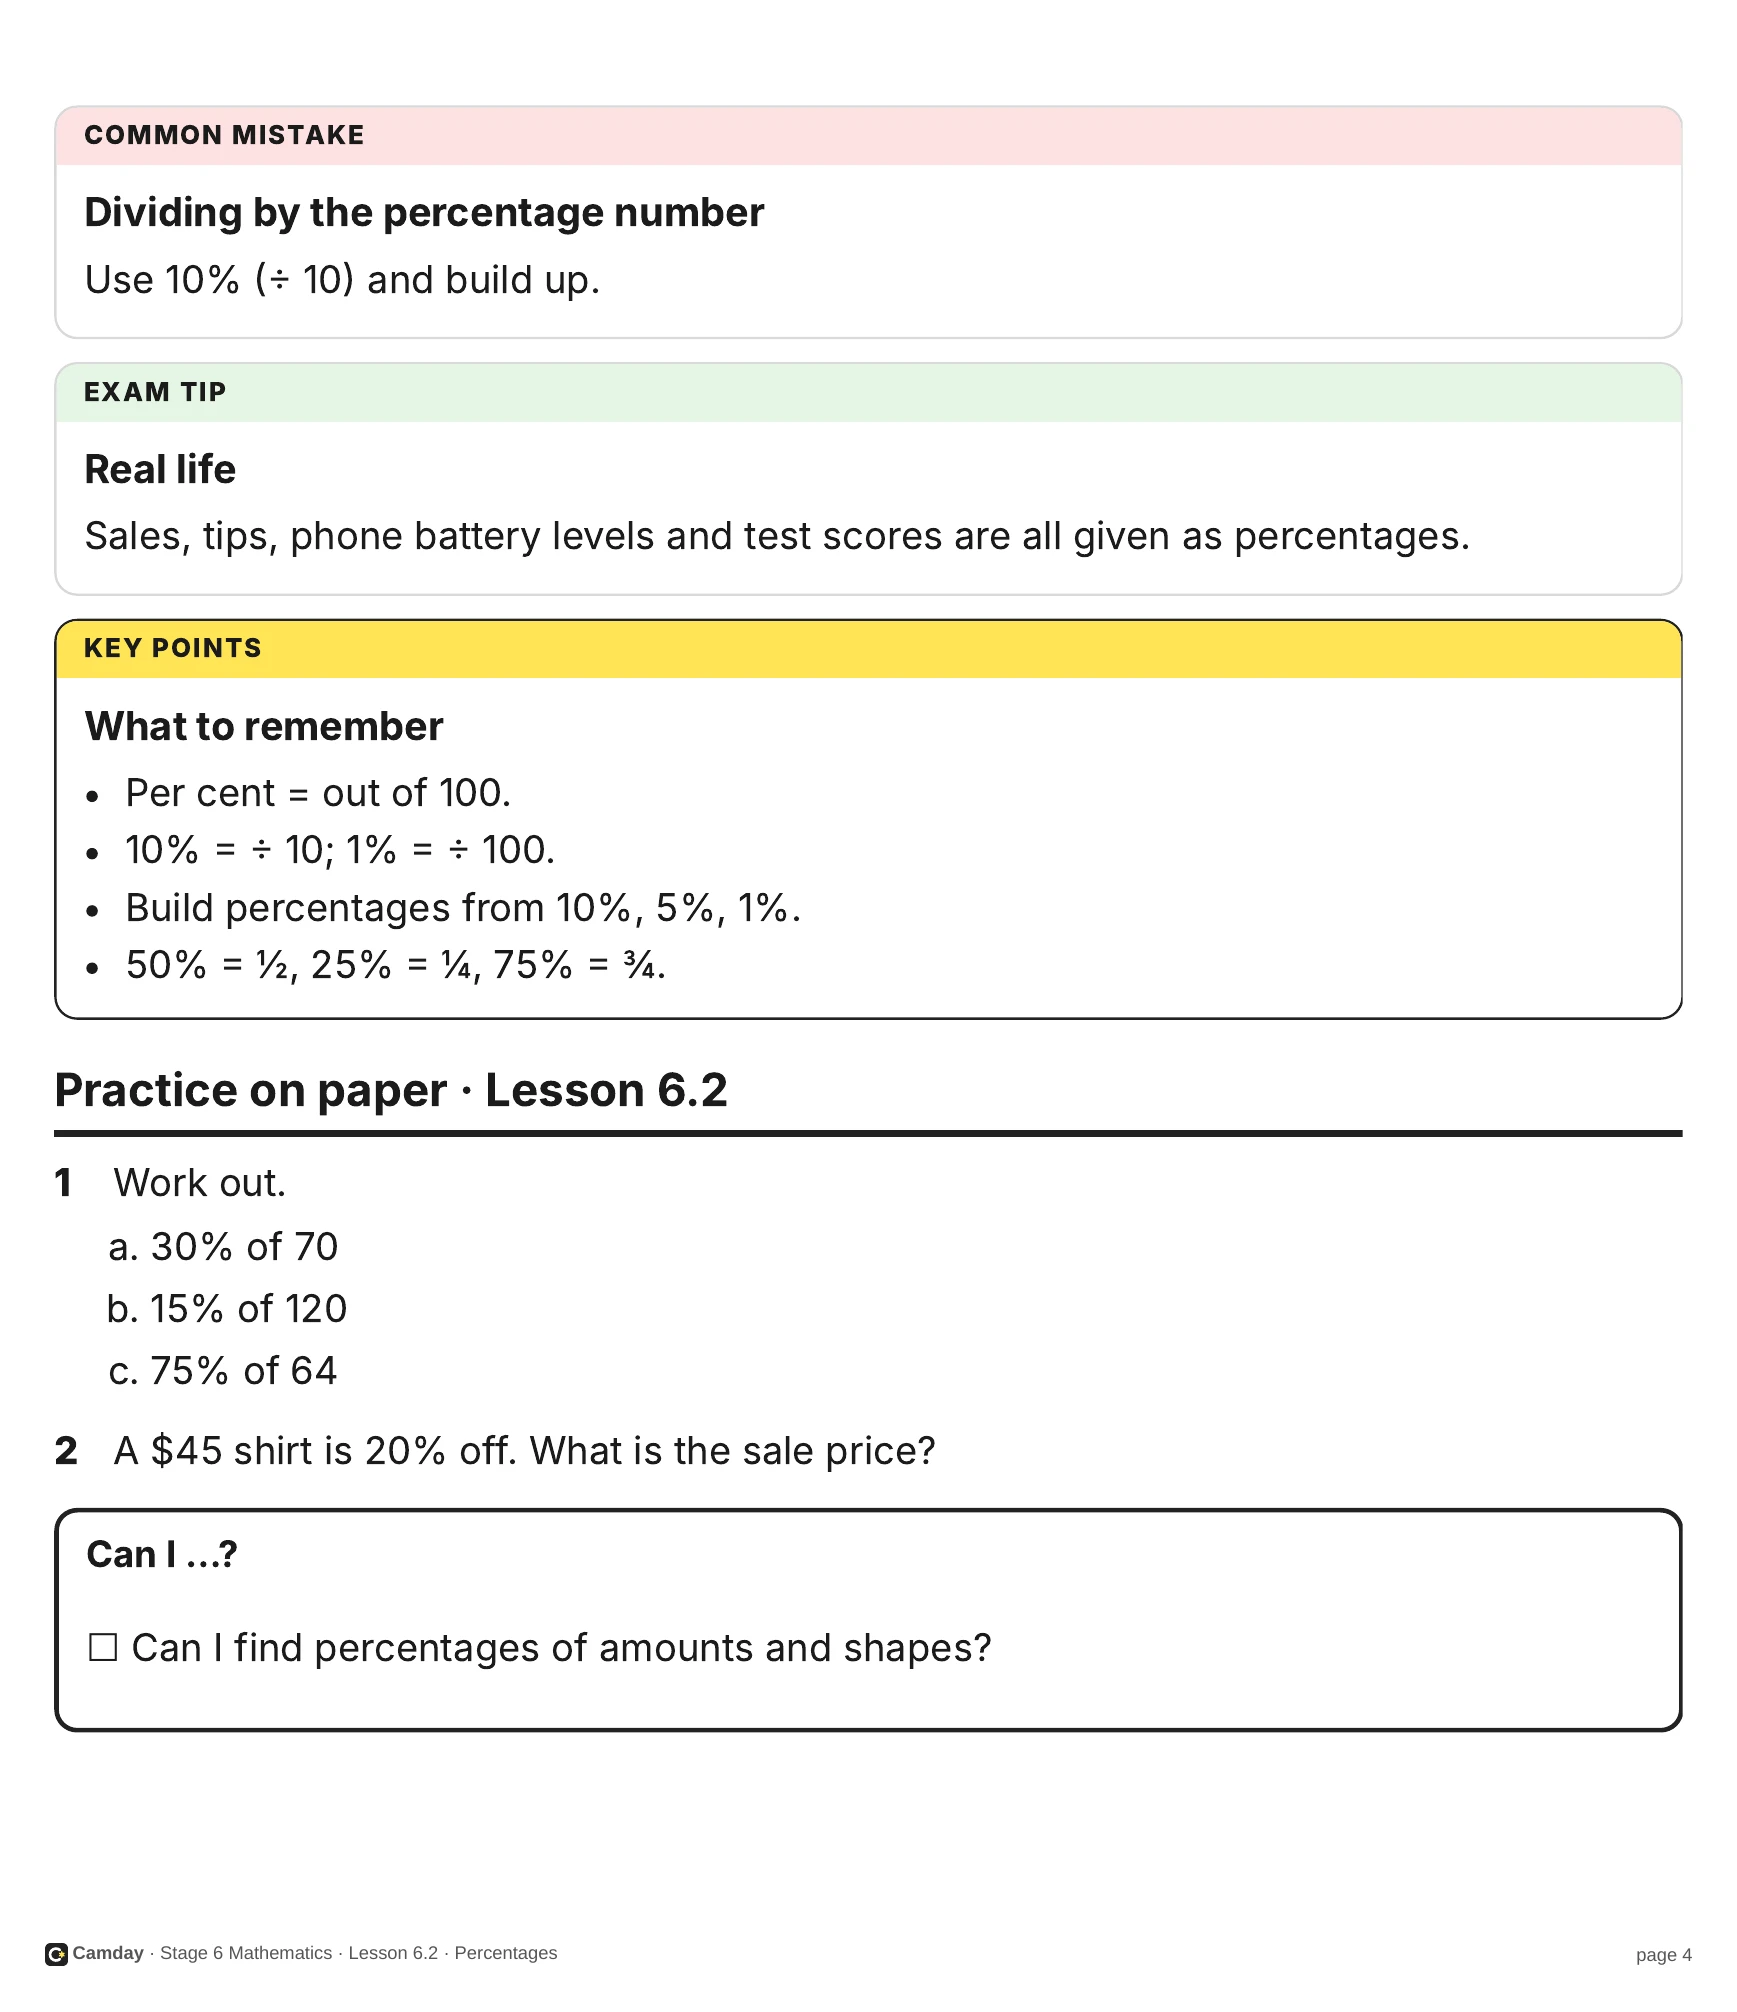 COMMON MISTAKE
Dividing by the percentage number
Use 10% (÷ 10) and build up.
EXAM TIP
Real life
Sales, tips, phone battery levels and test scores are all given as percentages.
KEY POINTS
What to remember
• Per cent = out of 100.
• 10% = ÷ 10; 1% = ÷ 100.
• Build percentages from 10%, 5%, 1%.
• 50% = ½, 25% = ¼, 75% = ¾.
Practice on paper · Lesson 6.2
1 Work out.
a. 30% of 70
b. 15% of 120
c. 75% of 64
2 A $45 shirt is 20% off. What is the sale price?
Can I …?
☐ Can I find percentages of amounts and shapes?
Camday · Stage 6 Mathematics · Lesson 6.2 · Percentages page 4